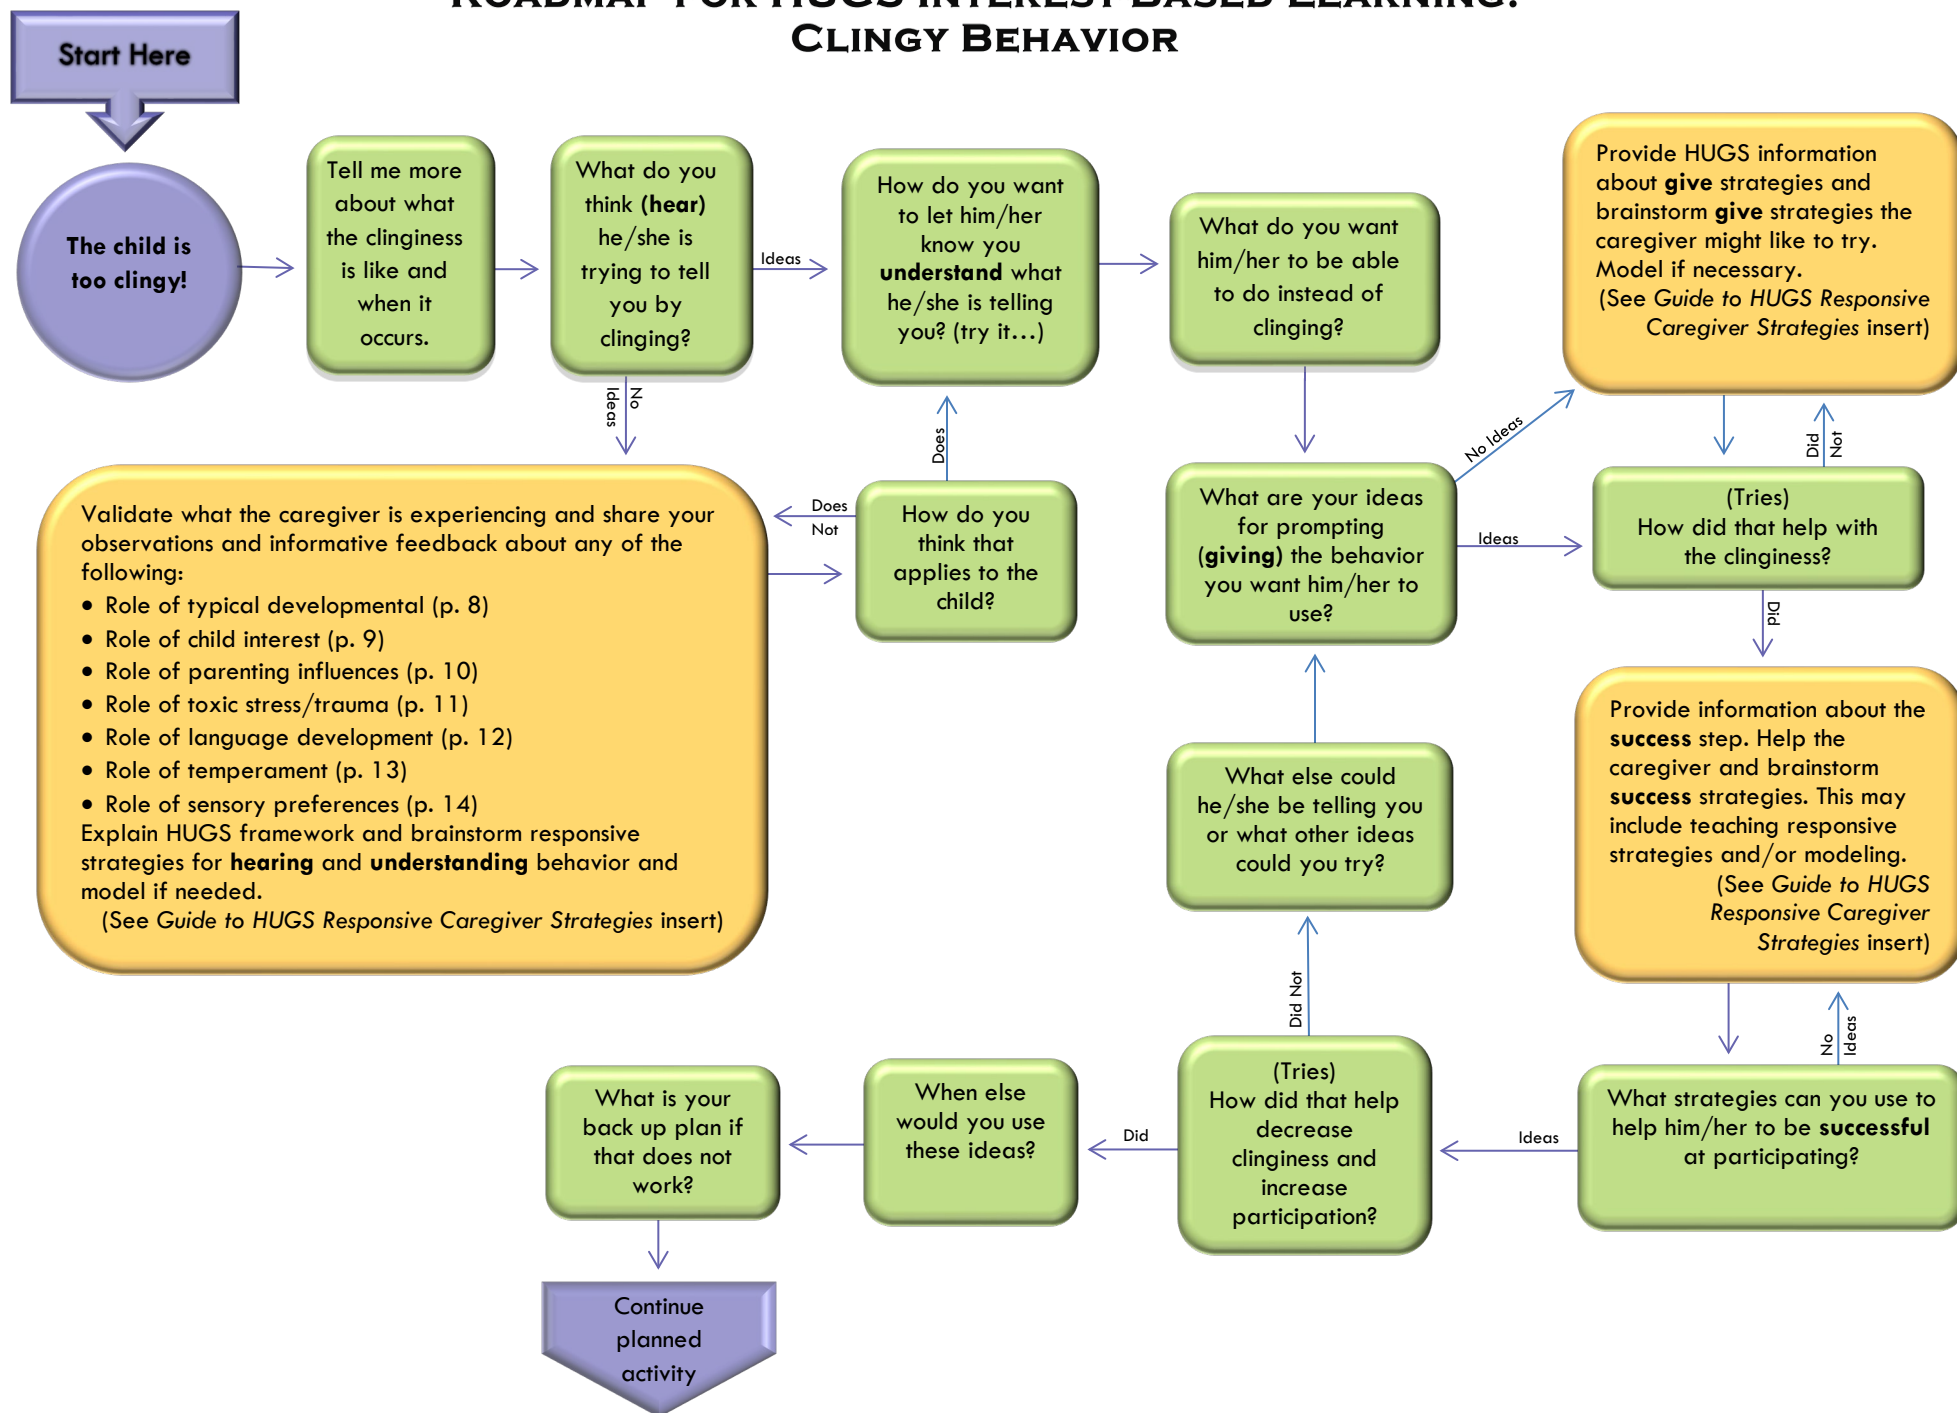 ROADMAP FOR HUGS INTEREST BASED LEARNING:
CLINGY BEHAVIOR
Start Here
The child is
too clingy!
Tell me more
about what
the clinginess
is like and
when it
occurs.
What do you
think (hear)
he/she is
trying to tell
you by
clinging?
Ideas
No
Ideas
How do you want
to let him/her
know you
understand what
he/she is telling
you? (try it...)
What do you want
him/her to be able
to do instead of
clinging?
Provide HUGS information
about give strategies and
brainstorm give strategies the
caregiver might like to try.
Model if necessary.
(See Guide to HUGS Responsive
Caregiver Strategies insert)
Validate what the caregiver is experiencing and share your
observations and informative feedback about any of the
following:
• Role of typical developmental (p. 8)
• Role of child interest (p. 9)
• Role of parenting influences (p. 10)
• Role of toxic stress/trauma (p. 11)
• Role of language development (p. 12)
• Role of temperament (p. 13)
• Role of sensory preferences (p. 14)
Explain HUGS framework and brainstorm responsive
strategies for hearing and understanding behavior and
model if needed.
(See Guide to HUGS Responsive Caregiver Strategies insert)
Does
Not
Does
How do you
think that
applies to the
child?
What are your ideas
for prompting
(giving) the behavior
you want him/her to
use?
No Ideas
Ideas
Did
Not
(Tries)
How did that help with
the clinginess?
Did
Provide information about the
success step. Help the
caregiver and brainstorm
success strategies. This may
include teaching responsive
strategies and/or modeling.
(See Guide to HUGS
Responsive Caregiver
Strategies insert)
What else could
he/she be telling you
or what other ideas
could you try?
Did Not
No
Ideas
What strategies can you use to
help him/her to be successful
at participating?
Ideas
(Tries)
How did that help
decrease
clinginess and
increase
participation?
Did
When else
would you use
these ideas?
What is your
back up plan if
that does not
work?
Continue
planned
activity